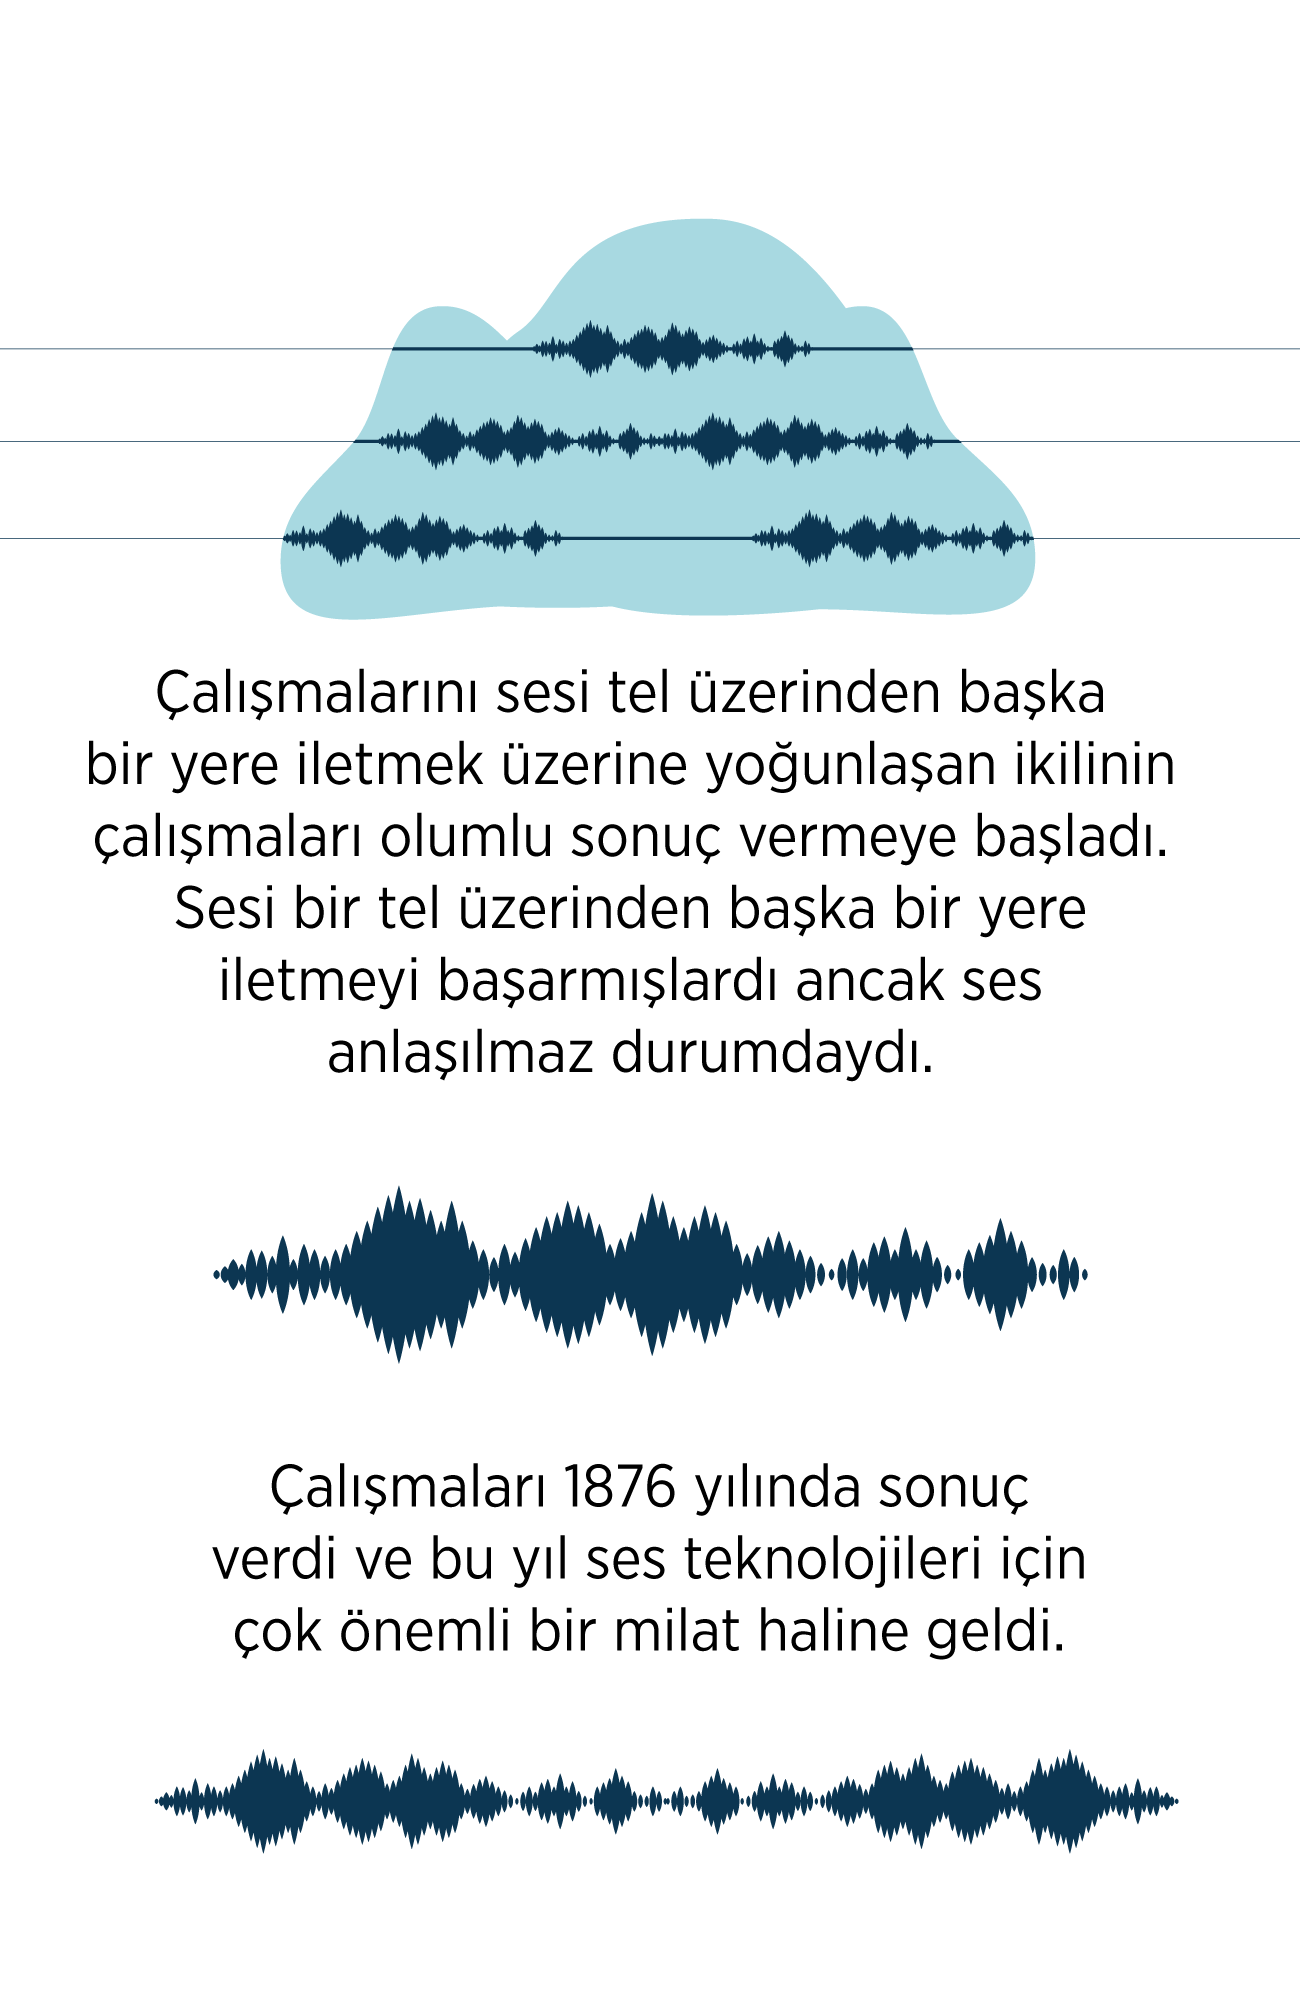 Çalışmalarını sesi tel üzerinden başka
bir yere iletmek üzerine yoğunlaşan ikilinin
çalışmaları olumlu sonuç vermeye başladı.
Sesi bir tel üzerinden başka bir yere
iletmeyi başarmışlardı ancak ses
anlaşılmaz durumdaydı.
Çalışmaları 1876 yılında sonuç
verdi ve bu yıl ses teknolojileri için
çok önemli bir milat haline geldi.